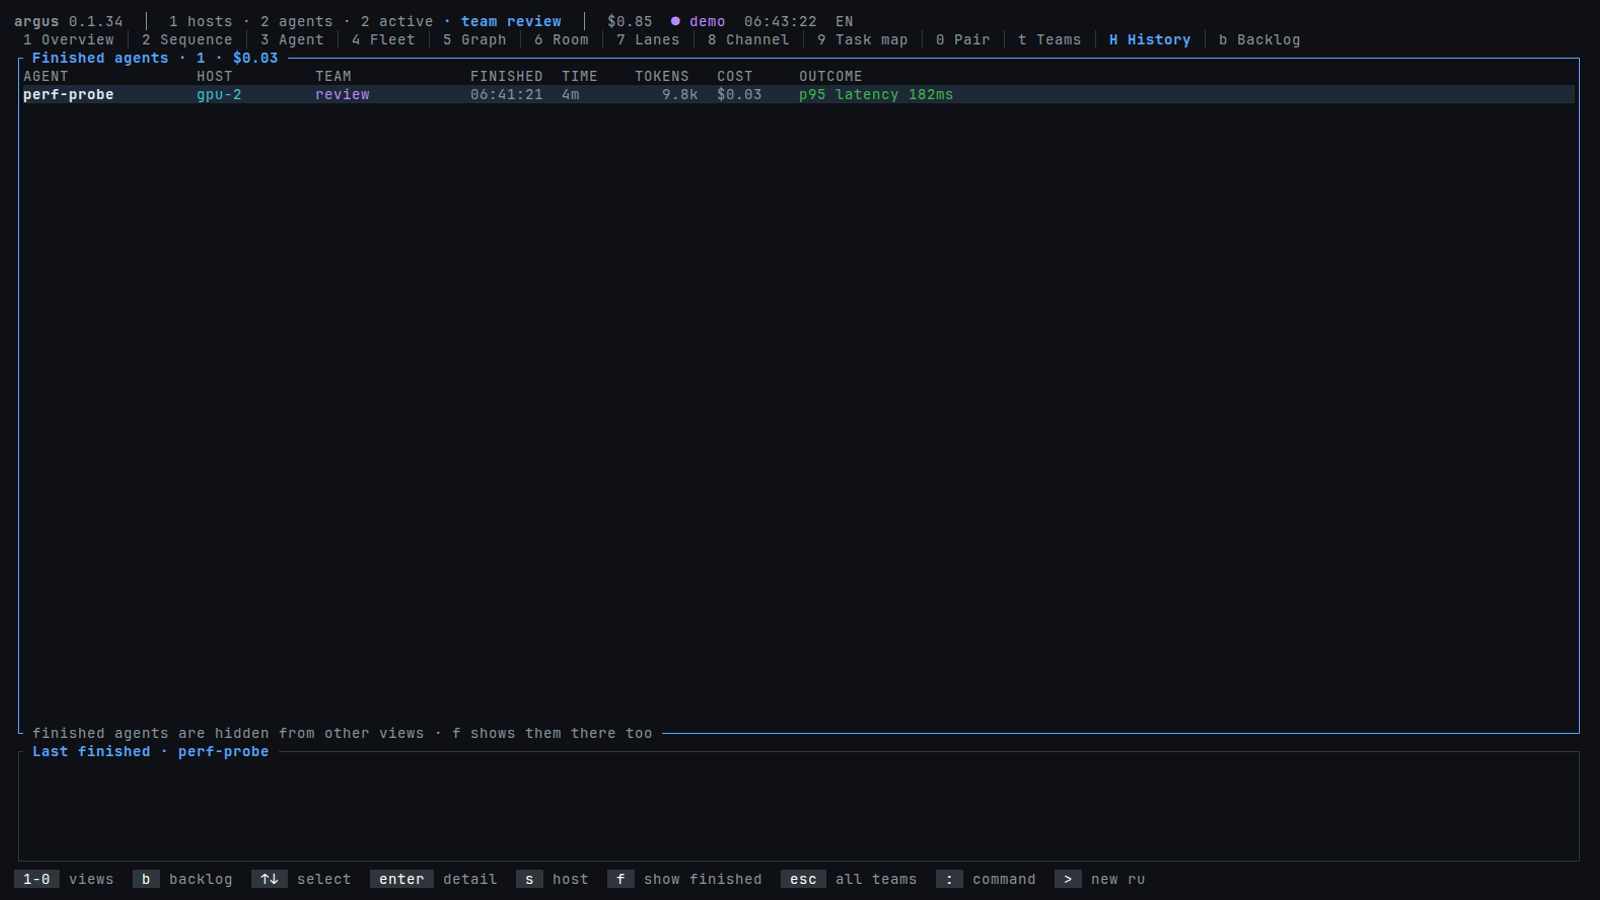 argus 0.1.34 │ 1 hosts · 2 agents · 2 active · team review │ $0.85 ● demo 06:43:22 EN
1 Overview │ 2 Sequence │ 3 Agent │ 4 Fleet │ 5 Graph │ 6 Room │ 7 Lanes │ 8 Channel │ 9 Task map │ 0 Pair │ t Teams │ H History │ b Backlog
Finished agents · 1 · $0.03
AGENT HOST TEAM FINISHED TIME TOKENS COST OUTCOME
perf-probe gpu-2 review 06:41:21 4m 9.8k $0.03 p95 latency 182ms
finished agents are hidden from other views · f shows them there too
Last finished · perf-probe
1-0 views b backlog ↑↓ select enter detail s host f show finished esc all teams : command > new ru